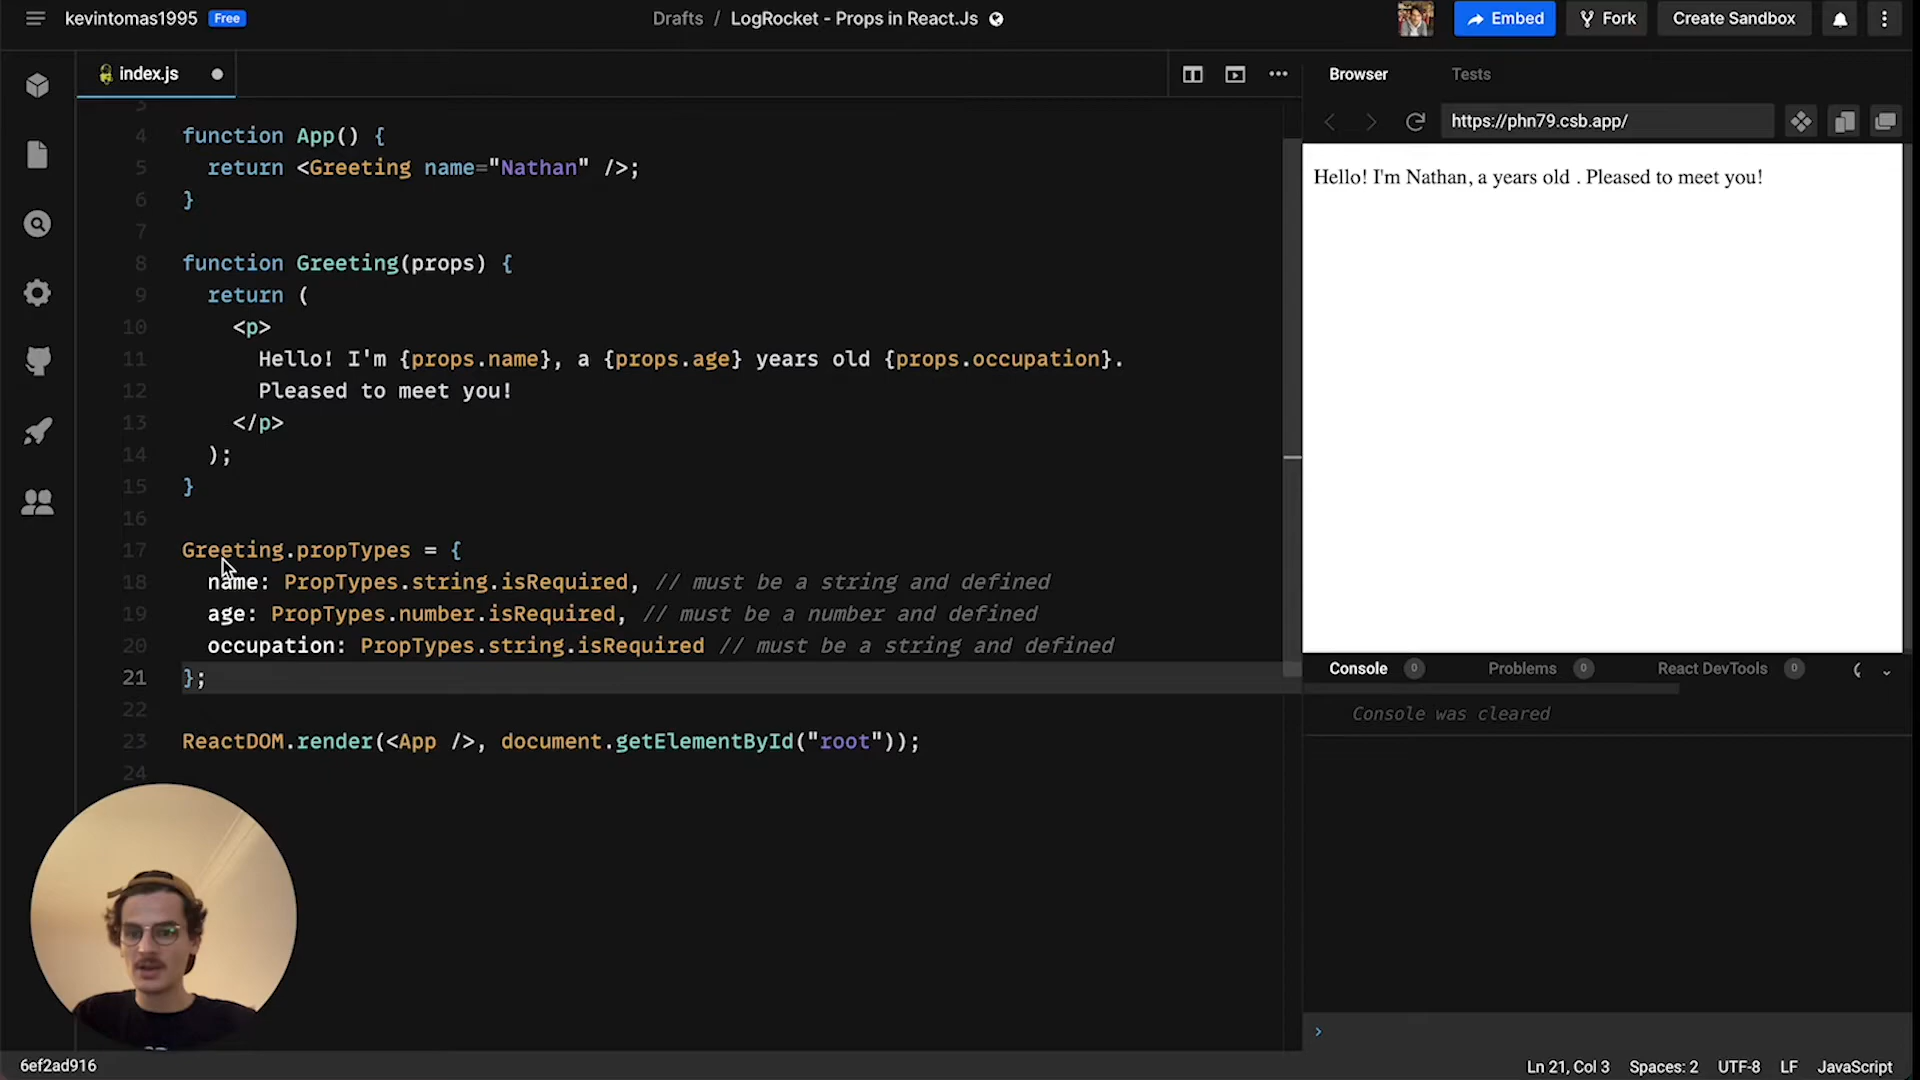 kevintomas1995 Free
Drafts / LogRocket - Props in React.Js
Embed Fork Create Sandbox
index.js
Browser Tests
https://phn79.csb.app/
3
4 function App() {
5 return <Greeting name="Nathan" />;
6 }
7
8 function Greeting(props) {
9 return (
10 <p>
11 Hello! I'm {props.name}, a {props.age} years old {props.occupation}.
12 Pleased to meet you!
13 </p>
14 );
15 }
16
17 Greeting.propTypes = {
18 name: PropTypes.string.isRequired, // must be a string and defined
19 age: PropTypes.number.isRequired, // must be a number and defined
20 occupation: PropTypes.string.isRequired // must be a string and defined
21 };
22
23 ReactDOM.render(<App />, document.getElementById("root"));
24
Hello! I'm Nathan, a years old . Pleased to meet you!
Console 0 Problems 0 React DevTools 0
Console was cleared
6ef2ad916
Ln 21, Col 3 Spaces: 2 UTF-8 LF JavaScript